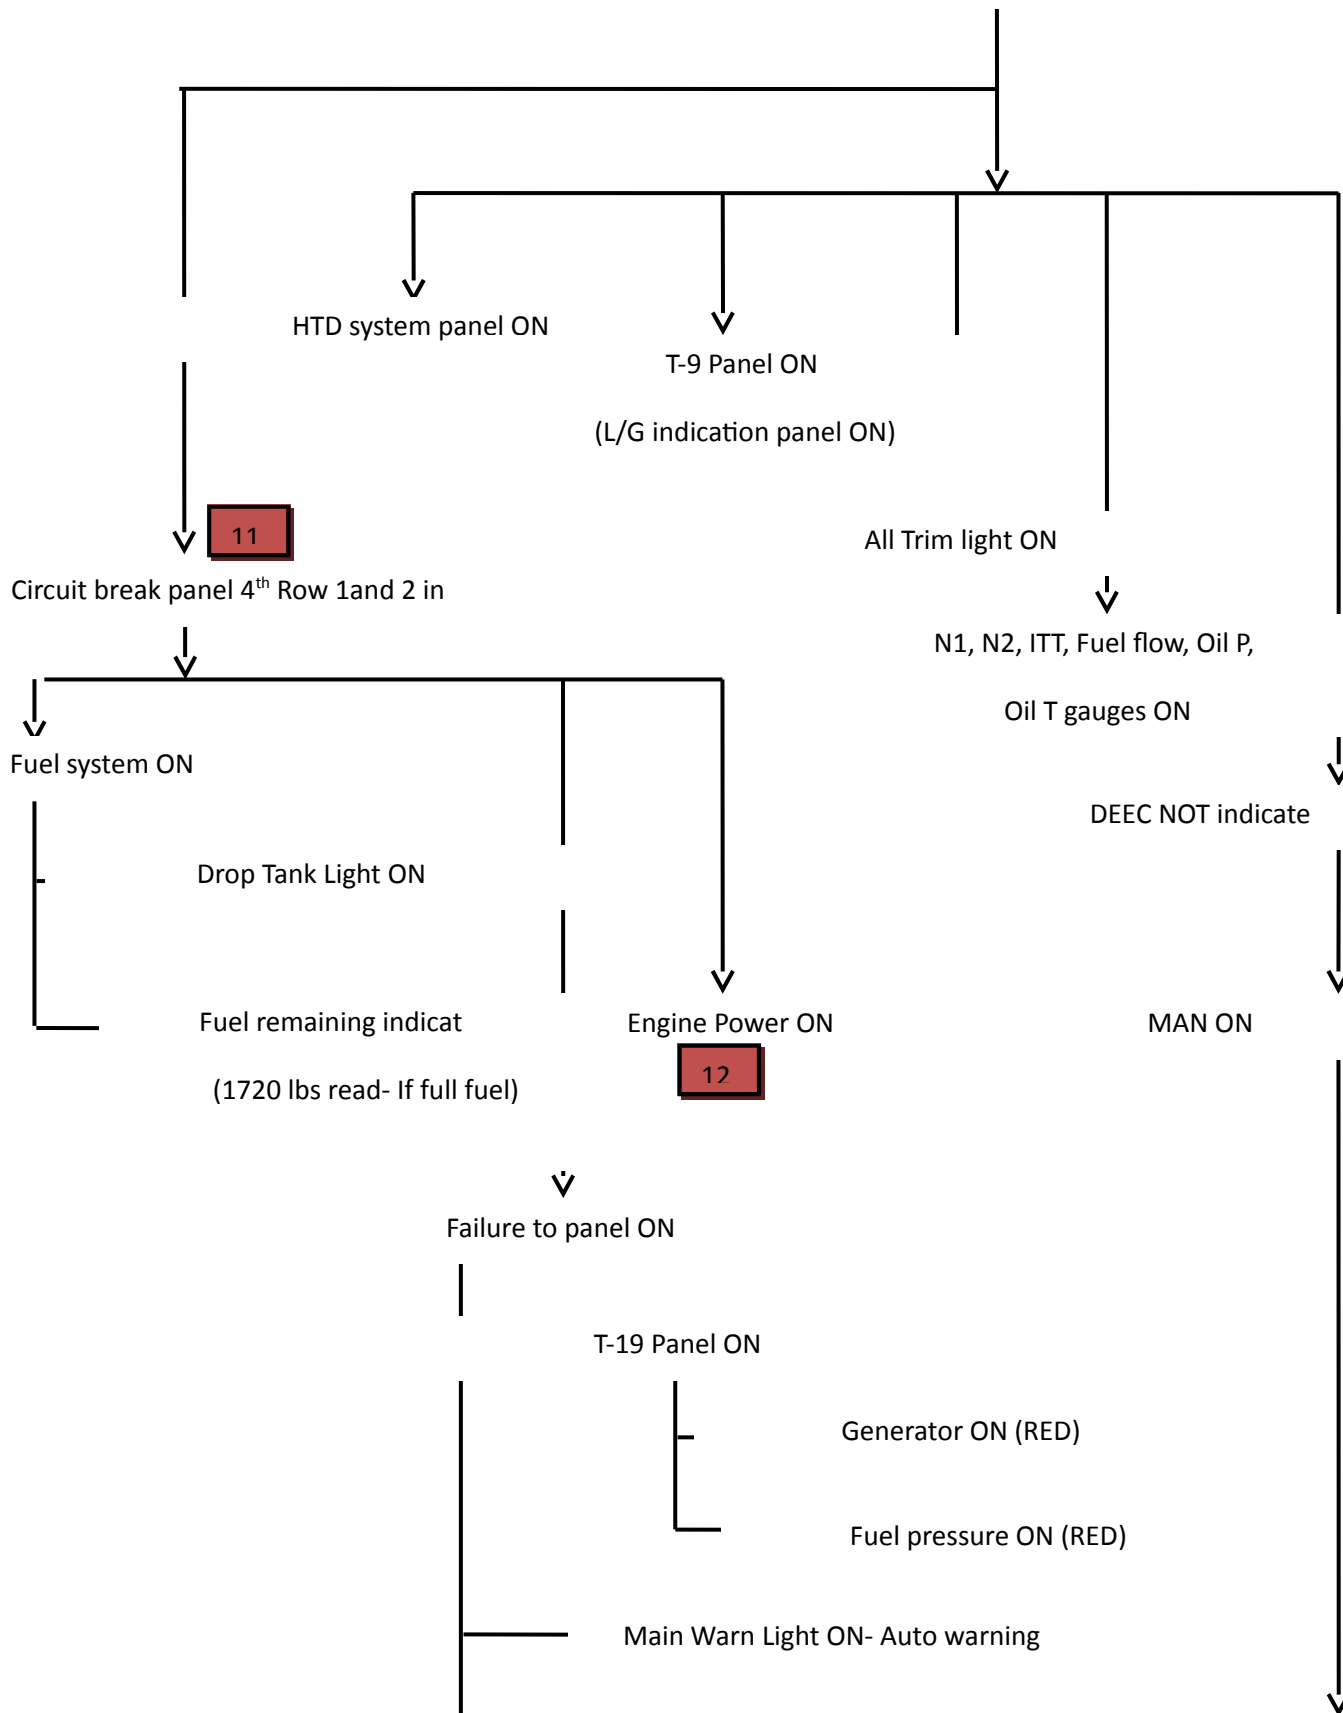 HTD system panel ON
T-9 Panel ON
(L/G indication panel ON)
11
All Trim light ON
Circuit break panel 4th Row 1and 2 in
N1, N2, ITT, Fuel flow, Oil P,
Oil T gauges ON
Fuel system ON
DEEC NOT indicate
Drop Tank Light ON
Fuel remaining indicat
Engine Power ON
MAN ON
12
(1720 lbs read- If full fuel)
Failure to panel ON
T-19 Panel ON
Generator ON (RED)
Fuel pressure ON (RED)
Main Warn Light ON- Auto warning